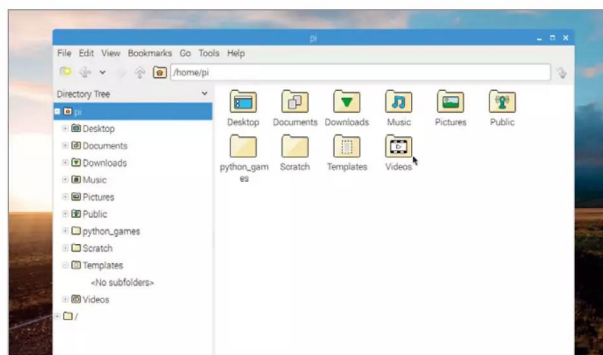 pi
File Edit View Bookmarks Go Tools Help
/home/pi
Directory Tree
pi
Desktop
Documents
Downloads
Music
Pictures
Public
python_games
Scratch
Templates
<No subfolders>
Videos
/
Desktop Documents Downloads Music Pictures Public
python_gam
es
Scratch Templates Videos